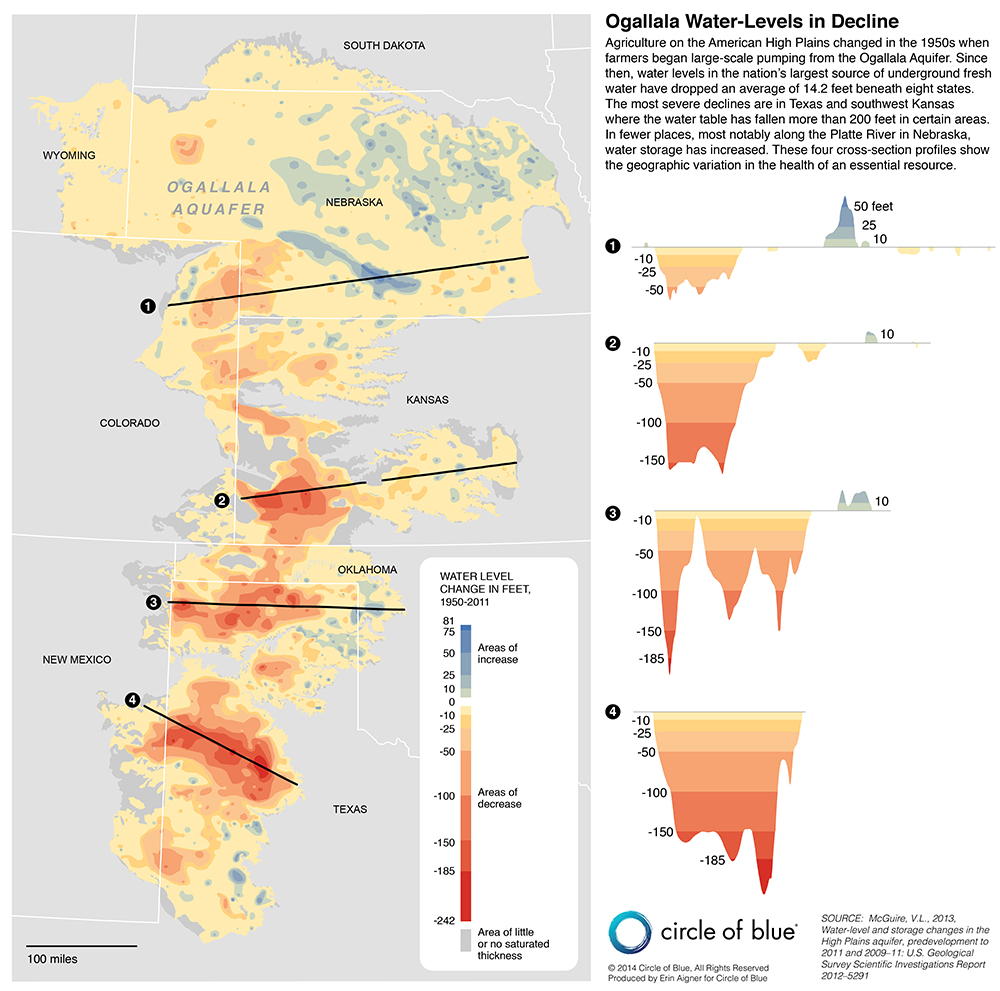 Ogallala Water-Levels in Decline
Agriculture on the American High Plains changed in the 1950s when
farmers began large-scale pumping from the Ogallala Aquifer. Since
then, water levels in the nation's largest source of underground fresh
water have dropped an average of 14.2 feet beneath eight states.
The most severe declines are in Texas and southwest Kansas
where the water table has fallen more than 200 feet in certain areas.
In fewer places, most notably along the Platte River in Nebraska,
water storage has increased. These four cross-section profiles show
the geographic variation in the health of an essential resource.
SOUTH DAKOTA
WYOMING
OGALLALA
AQUAFER
NEBRASKA
1
COLORADO
KANSAS
2
OKLAHOMA
3
NEW MEXICO
4
TEXAS
100 miles
WATER LEVEL
CHANGE IN FEET,
1950-2011
81
75
50
25
10
0
-10
-25
-50
-100
-150
-185
-242
Areas of
increase
Areas of
decrease
Area of little
or no saturated
thickness
1
50 feet
25
10
-10
-25
-50
2
10
-10
-25
-50
-100
-150
3
10
-10
-50
-100
-150
-185
4
-10
-25
-50
-100
-150
-185
circle of blue®
© 2014 Circle of Blue, All Rights Reserved
Produced by Erin Aigner for Circle of Blue
SOURCE: McGuire, V.L., 2013,
Water-level and storage changes in the
High Plains aquifer, predevelopment to
2011 and 2009–11: U.S. Geological
Survey Scientific Investigations Report
2012–5291